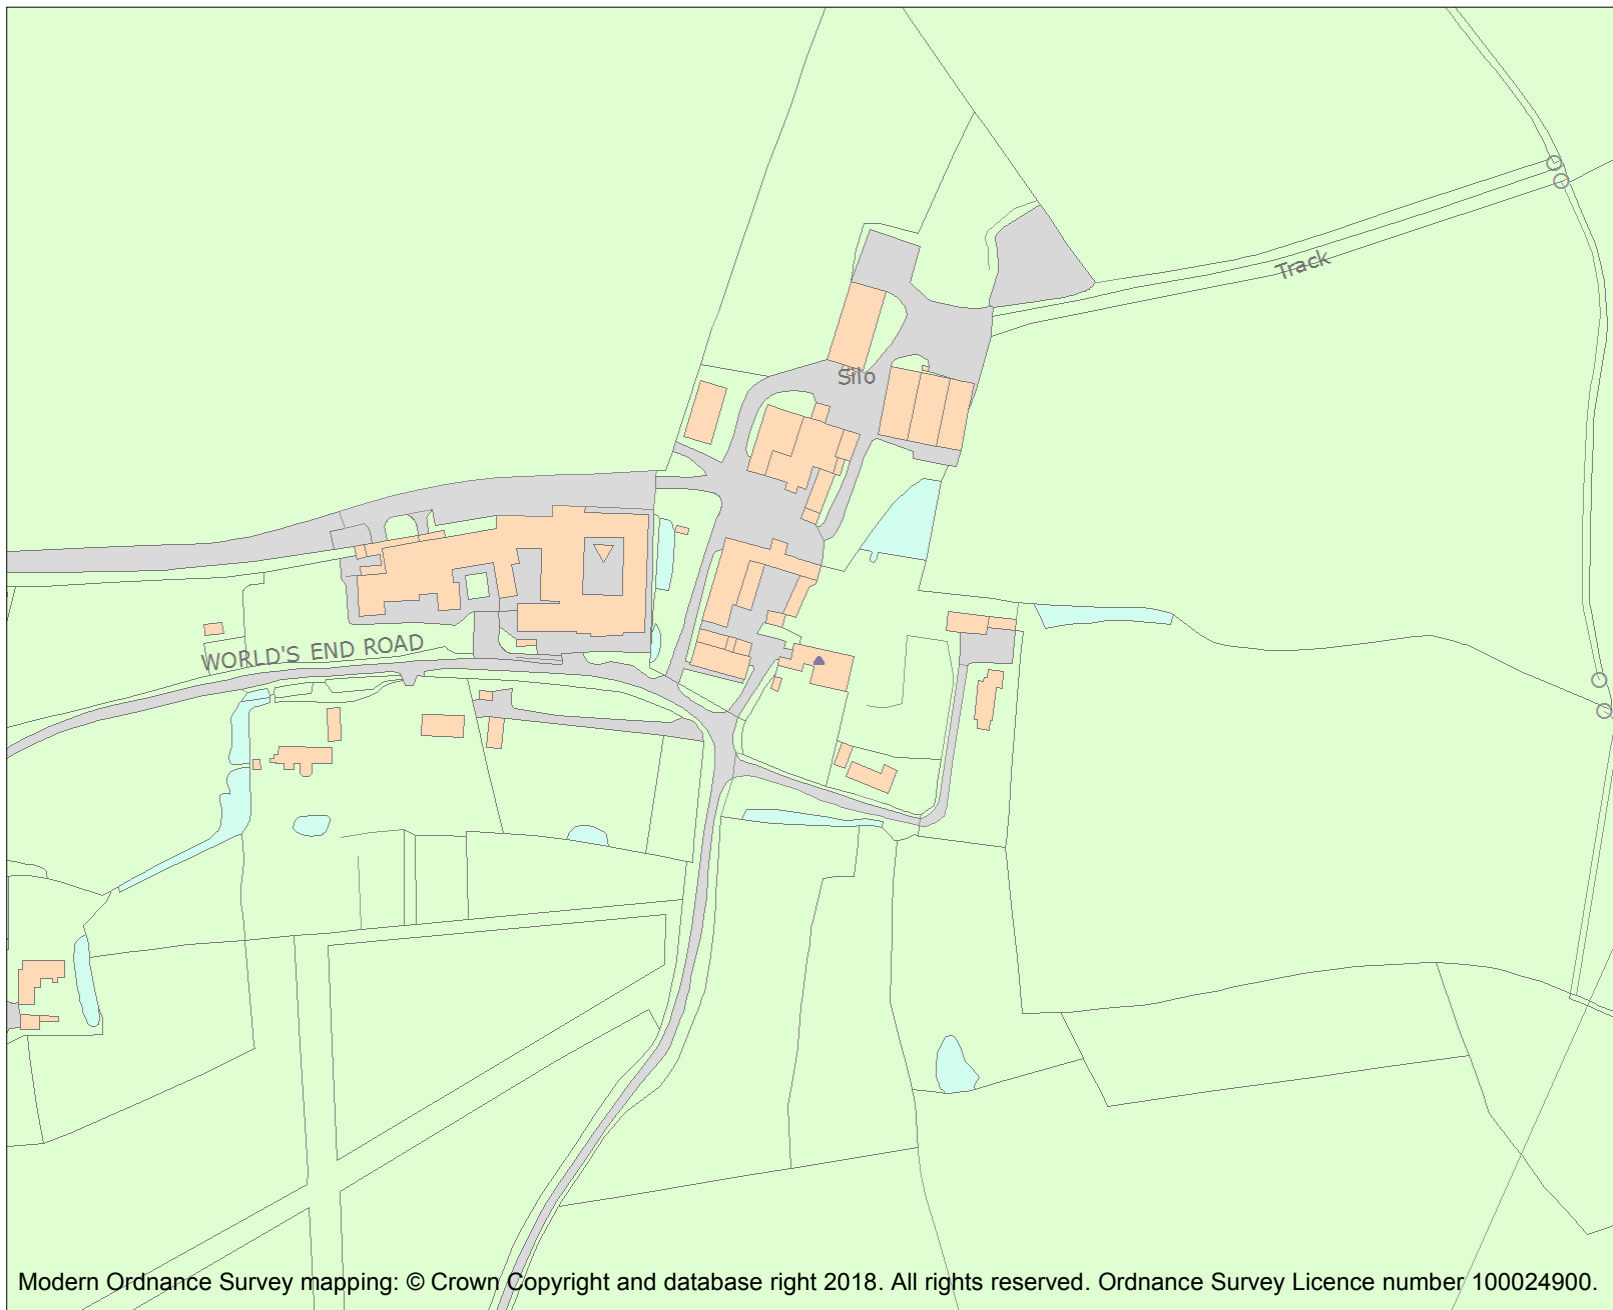 Track
Silo
WORLD'S END ROAD
Modern Ordnance Survey mapping: © Crown Copyright and database right 2018. All rights reserved. Ordnance Survey Licence number 100024900.